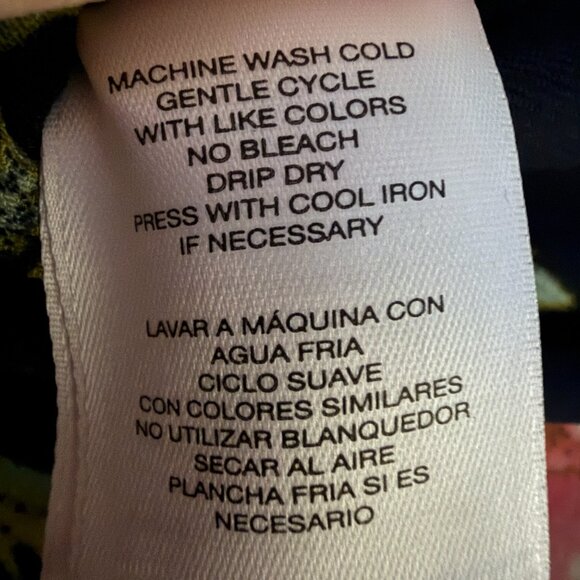 MACHINE WASH COLD
GENTLE CYCLE
WITH LIKE COLORS
NO BLEACH
DRIP DRY
PRESS WITH COOL IRON
IF NECESSARY
LAVAR A MÁQUINA CON
AGUA FRIA
CICLO SUAVE
CON COLORES SIMILARES
NO UTILIZAR BLANQUEDOR
SECAR AL AIRE
PLANCHA FRIA SI ES
NECESARIO